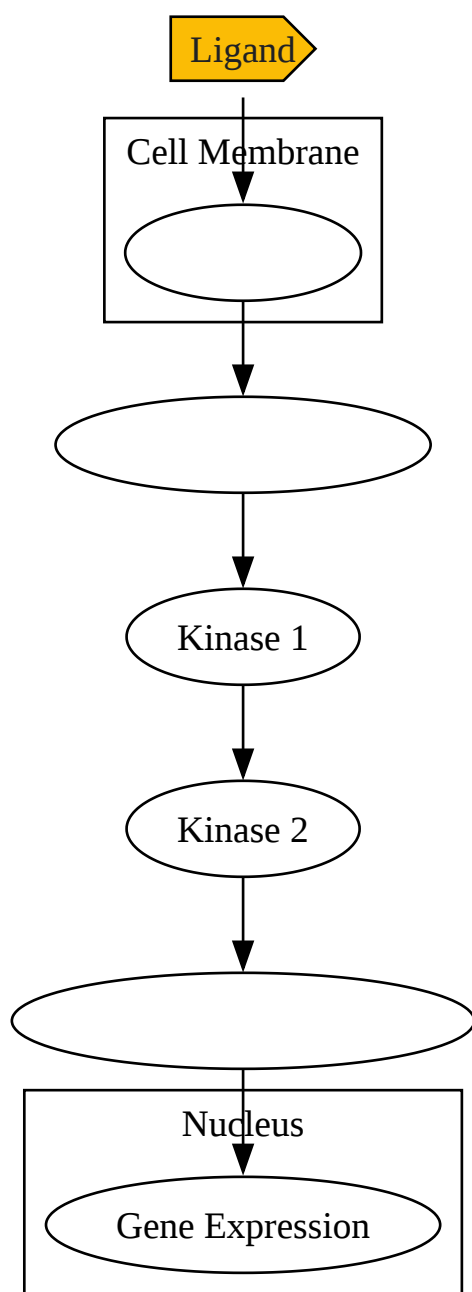 Ligand
Cell Membrane
Kinase 1
Kinase 2
Nucleus
Gene Expression